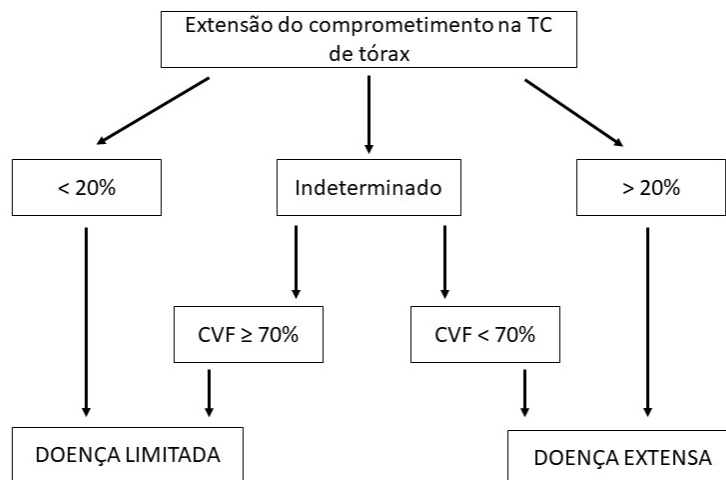 Extensão do comprometimento na TC
de tórax
< 20%
Indeterminado
> 20%
CVF ≥ 70%
CVF < 70%
DOENÇA LIMITADA
DOENÇA EXTENSA